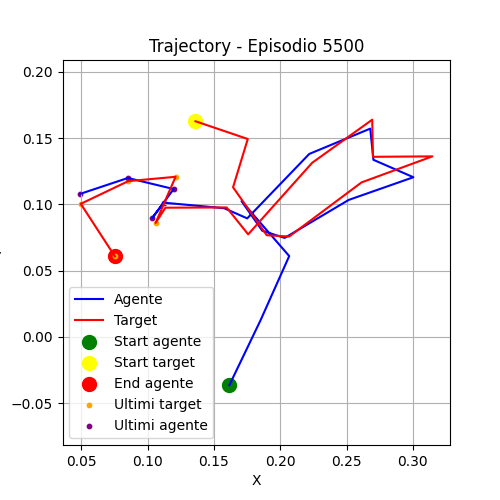 Trajectory - Episodio 5500
0.20
0.15
0.10
0.05
0.00
−0.05
Agente
Target
Start agente
Start target
End agente
Ultimi target
Ultimi agente
0.05 0.10 0.15 0.20 0.25 0.30
X